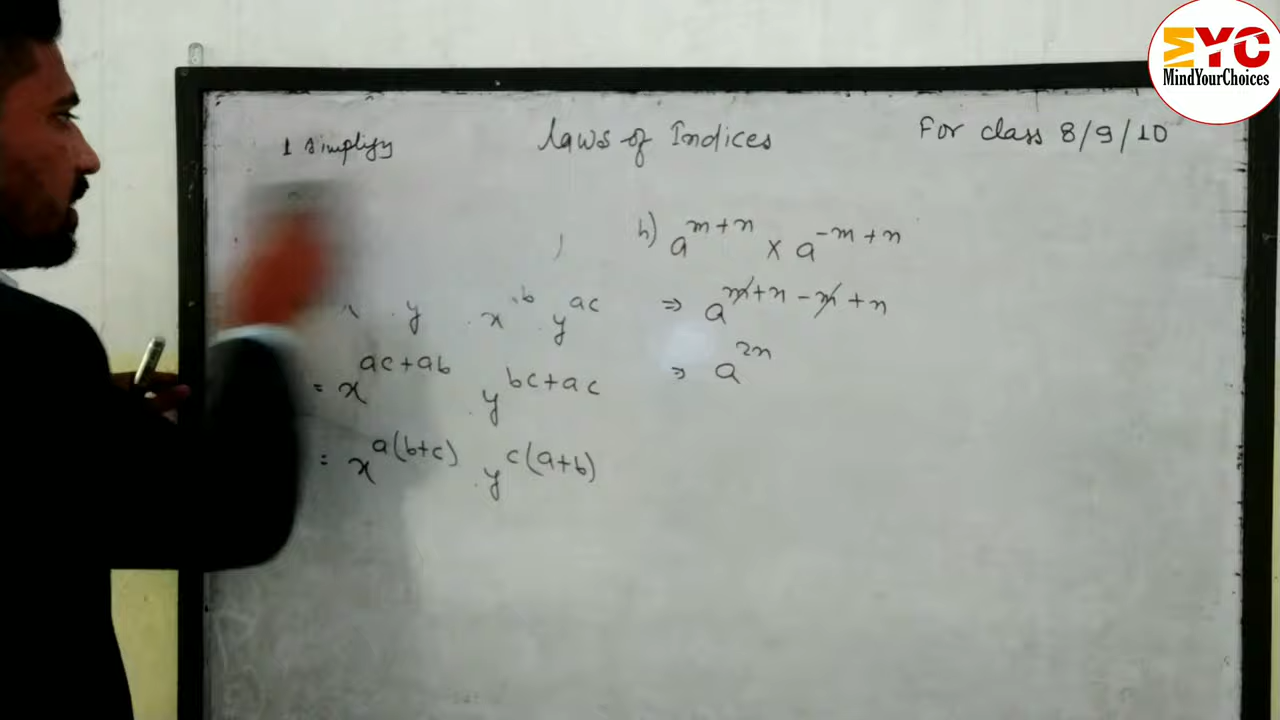 MYC
MindYourChoices
1 simplify
Laws of Indices
For class 8/9/10
x . y . x^b . y^ac
= x^ac+ab . y^bc+ac
= x^a(b+c) . y^c(a+b)
h) a^m+n × a^-m+n
⇒ a^m+n-m+n
⇒ a^2n